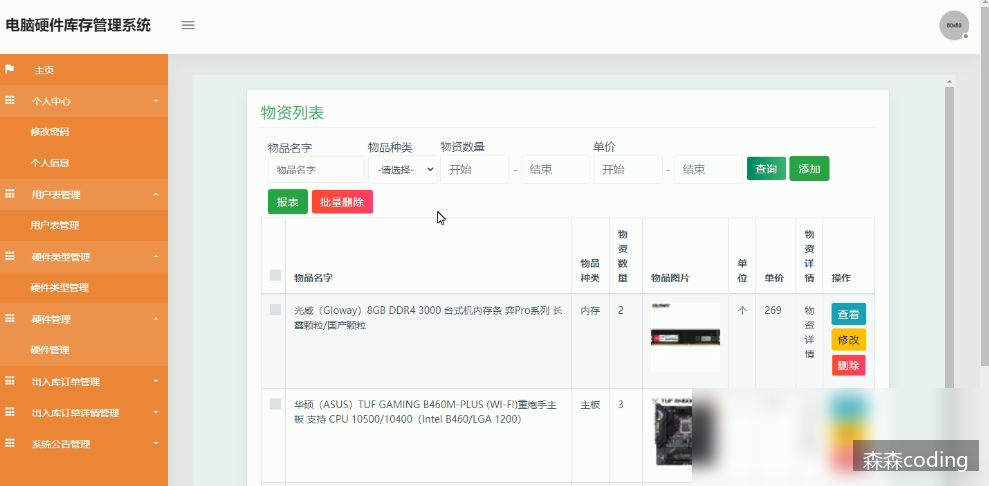 电脑硬件库存管理系统
60x60
主页
个人中心
修改密码
个人信息
用户表管理
用户表管理
硬件类型管理
硬件类型管理
硬件管理
硬件管理
出入库订单管理
出入库订单详情管理
系统公告管理
物资列表
物品名字 物品种类 物资数量 单价
物品名字 -请选择- 开始 - 结束 开始 - 结束 查询 添加
报表 批量删除
物品名字 物品种类 物资数量 物品图片 单位 单价 物资详情 操作
光威（Gloway）8GB DDR4 3000 台式机内存条 弈Pro系列 长
鑫颗粒/国产颗粒
内存 2 个 269 物资详情 查看
修改
删除
华硕（ASUS）TUF GAMING B460M-PLUS (WI-FI)重炮手主
板 支持 CPU 10500/10400（Intel B460/LGA 1200）
主板 3
森森coding